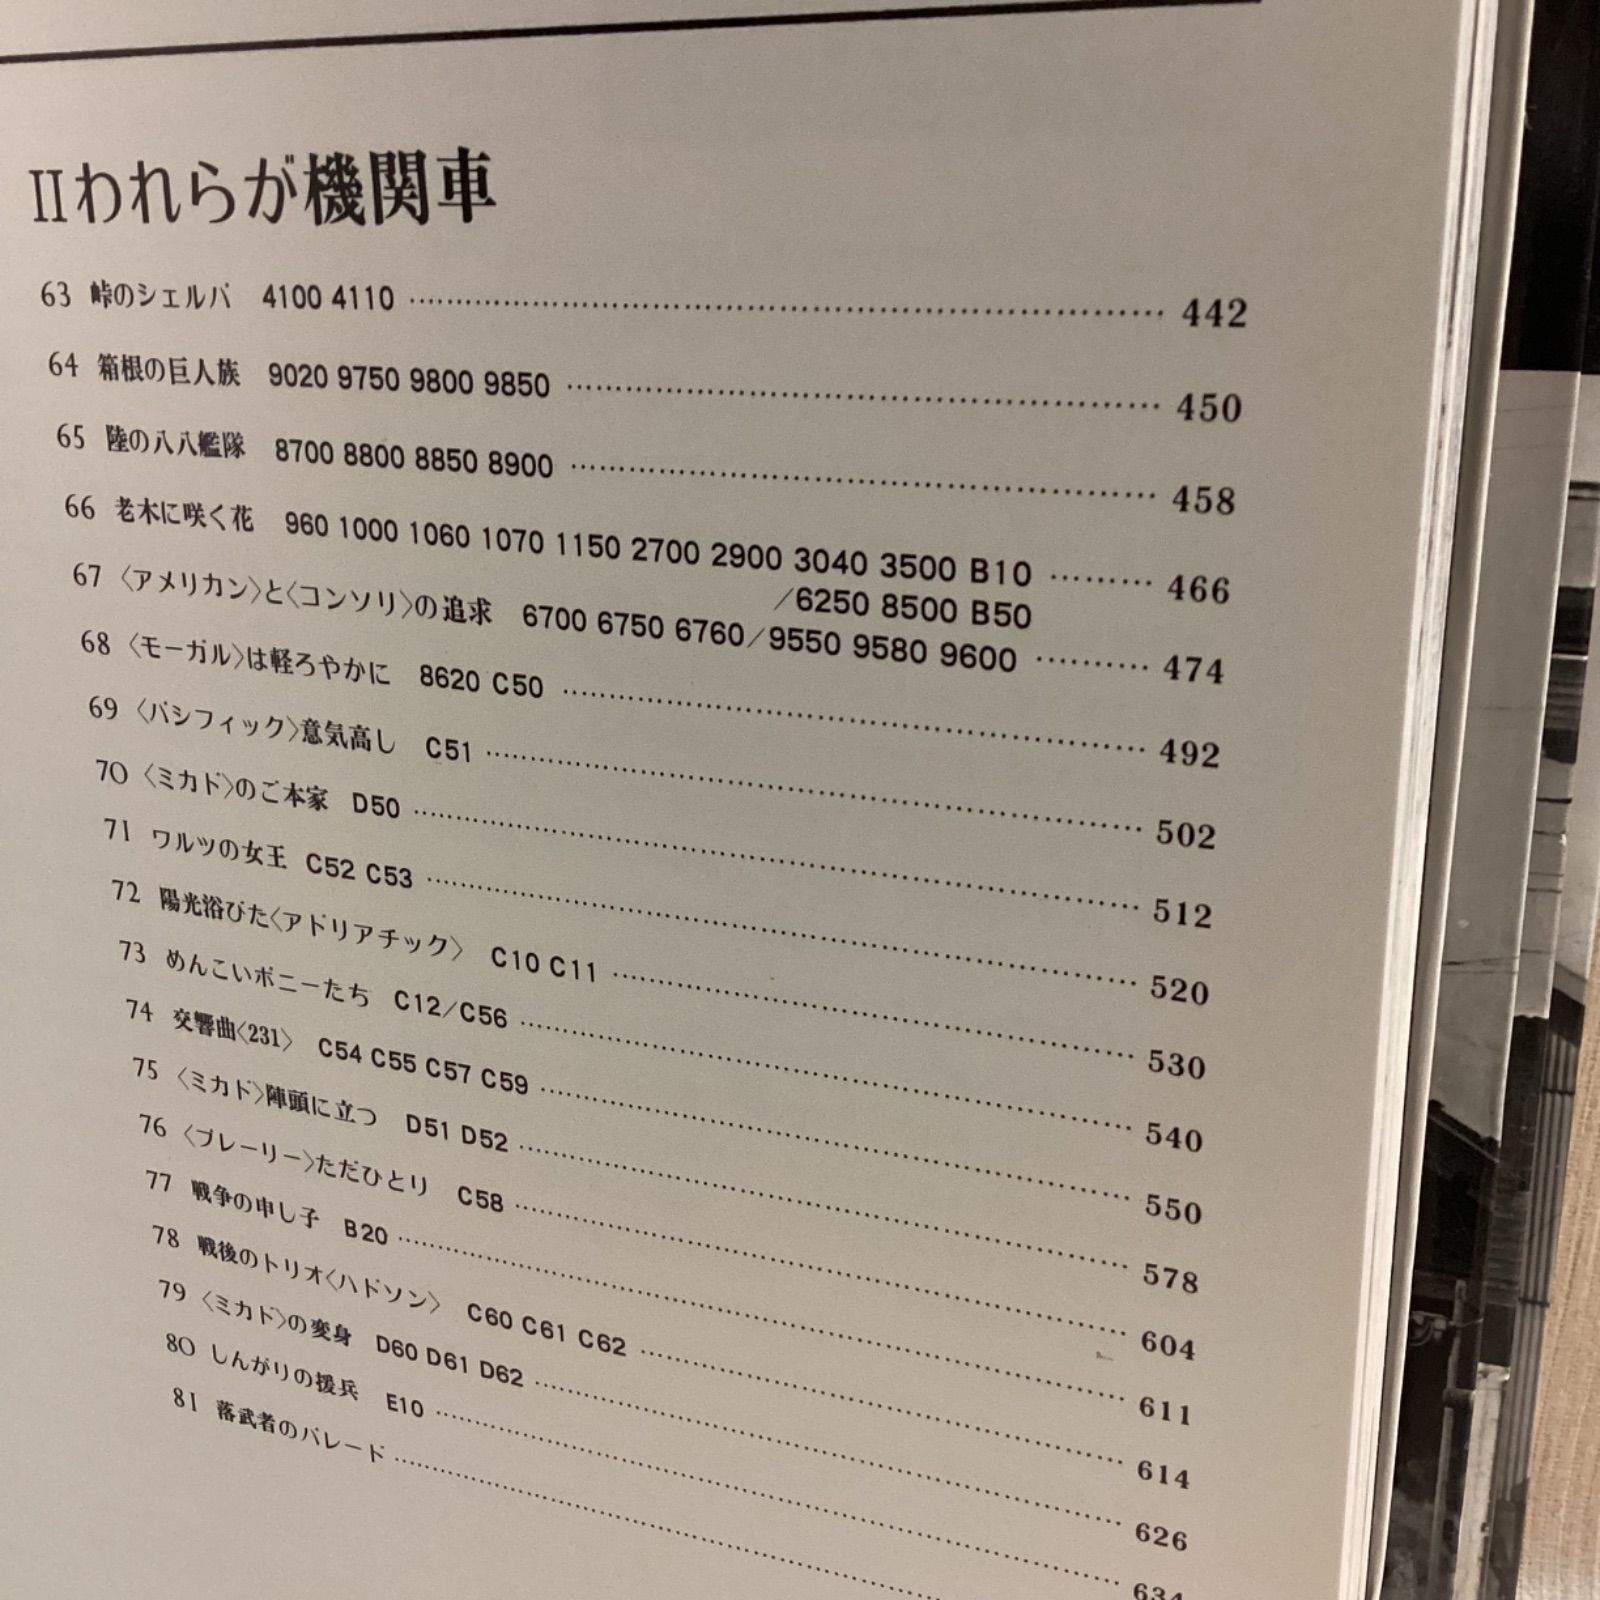 IIわれらが機関車
63 峠のシェルパ 4100 4110 ………… 442
64 箱根の巨人族 9020 9750 9800 9850 ………… 450
65 陸の八八艦隊 8700 8800 8850 8900 ………… 458
66 老木に咲く花 960 1000 1060 1070 1150 2700 2900 3040 3500 B10 ……… 466
/6250 8500 B50
67 〈アメリカン〉と〈コンソリ〉の追求 6700 6750 6760/9550 9580 9600 ……… 474
68 〈モーガル〉は軽ろやかに 8620 C50 ………… 492
69 〈パシフィック〉意気高し C51 ………… 502
70 〈ミカド〉のご本家 D50 ………… 512
71 ワルツの女王 C52 C53 ………… 520
72 陽光浴びた〈アドリアチック〉 C10 C11 ………… 530
73 めんこいポニーたち C12/C56 ………… 540
74 交響曲〈231〉 C54 C55 C57 C59 ………… 550
75 〈ミカド〉陣頭に立つ D51 D52 ………… 578
76 〈プレーリー〉ただひとり C58 ………… 604
77 戦争の申し子 B20 ………… 611
78 戦後のトリオ〈ハドソン〉 C60 C61 C62 ………… 614
79 〈ミカド〉の変身 D60 D61 D62 ………… 626
80 しんがりの援兵 E10 ………… 634
81 落武者のパレード …………